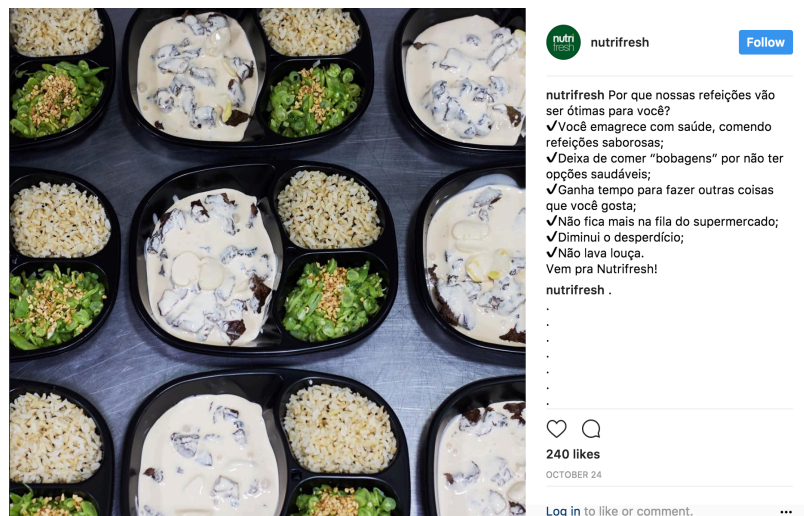 nutri
fresh
nutrifresh
Follow
nutrifresh Por que nossas refeições vão
ser ótimas para você?
✔Você emagrece com saúde, comendo
refeições saborosas;
✔Deixa de comer “bobagens” por não ter
opções saudáveis;
✔Ganha tempo para fazer outras coisas
que você gosta;
✔Não fica mais na fila do supermercado;
✔Diminui o desperdício;
✔Não lava louça.
Vem pra Nutrifresh!
nutrifresh .
.
.
.
.
.
.
.
240 likes
OCTOBER 24
Log in to like or comment.